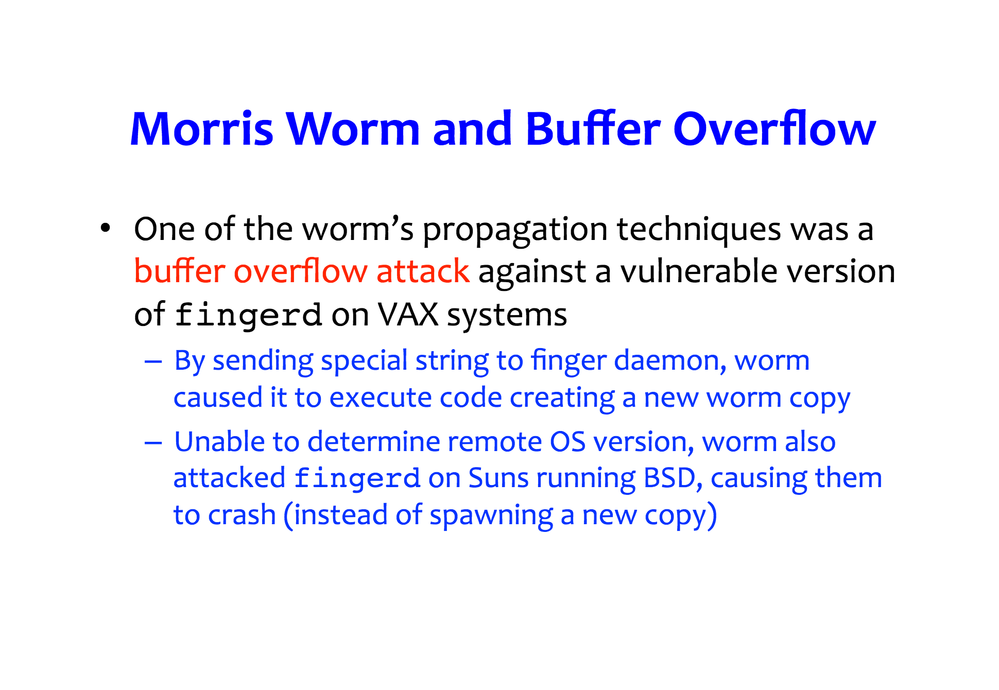 Morris Worm and Buffer Overflow
• One of the worm’s propagation techniques was a
buffer overflow attack against a vulnerable version
of fingerd on VAX systems
– By sending special string to finger daemon, worm
caused it to execute code creating a new worm copy
– Unable to determine remote OS version, worm also
attacked fingerd on Suns running BSD, causing them
to crash (instead of spawning a new copy)